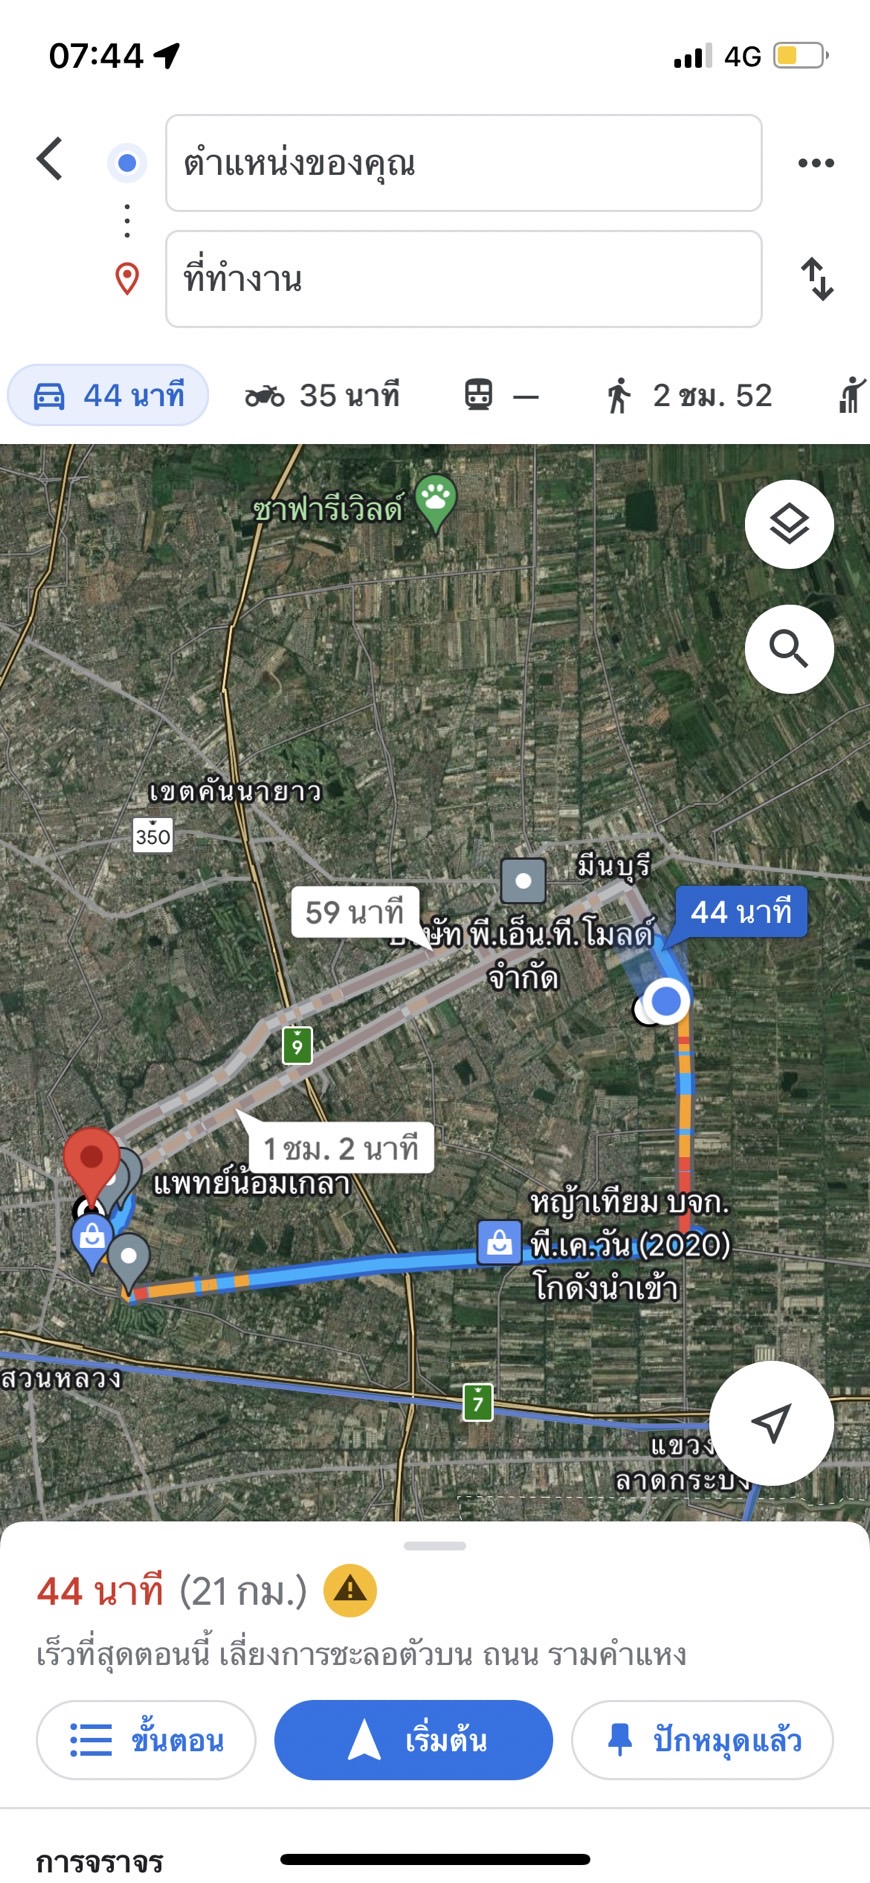 07:44
4G
ตำแหน่งของคุณ
ที่ทำงาน
44 นาที
35 นาที
—
2 ชม. 52
ซาฟารีเวิลด์
เขตคันนายาว
350
มีนบุรี
59 นาที
44 นาที
พี.เอ็น.ที.โมลด์
จำกัด
9
1 ชม. 2 นาที
แพทย์น้อมเกล้า
หญ้าเทียม บจก.
พี.เค.วัน (2020)
โกดังนำเข้า
สวนหลวง
7
แขวง
ลาดกระบัง
44 นาที (21 กม.)
เร็วที่สุดตอนนี้ เลี่ยงการชะลอตัวบน ถนน รามคำแหง
ขั้นตอน
เริ่มต้น
ปักหมุดแล้ว
การจราจร